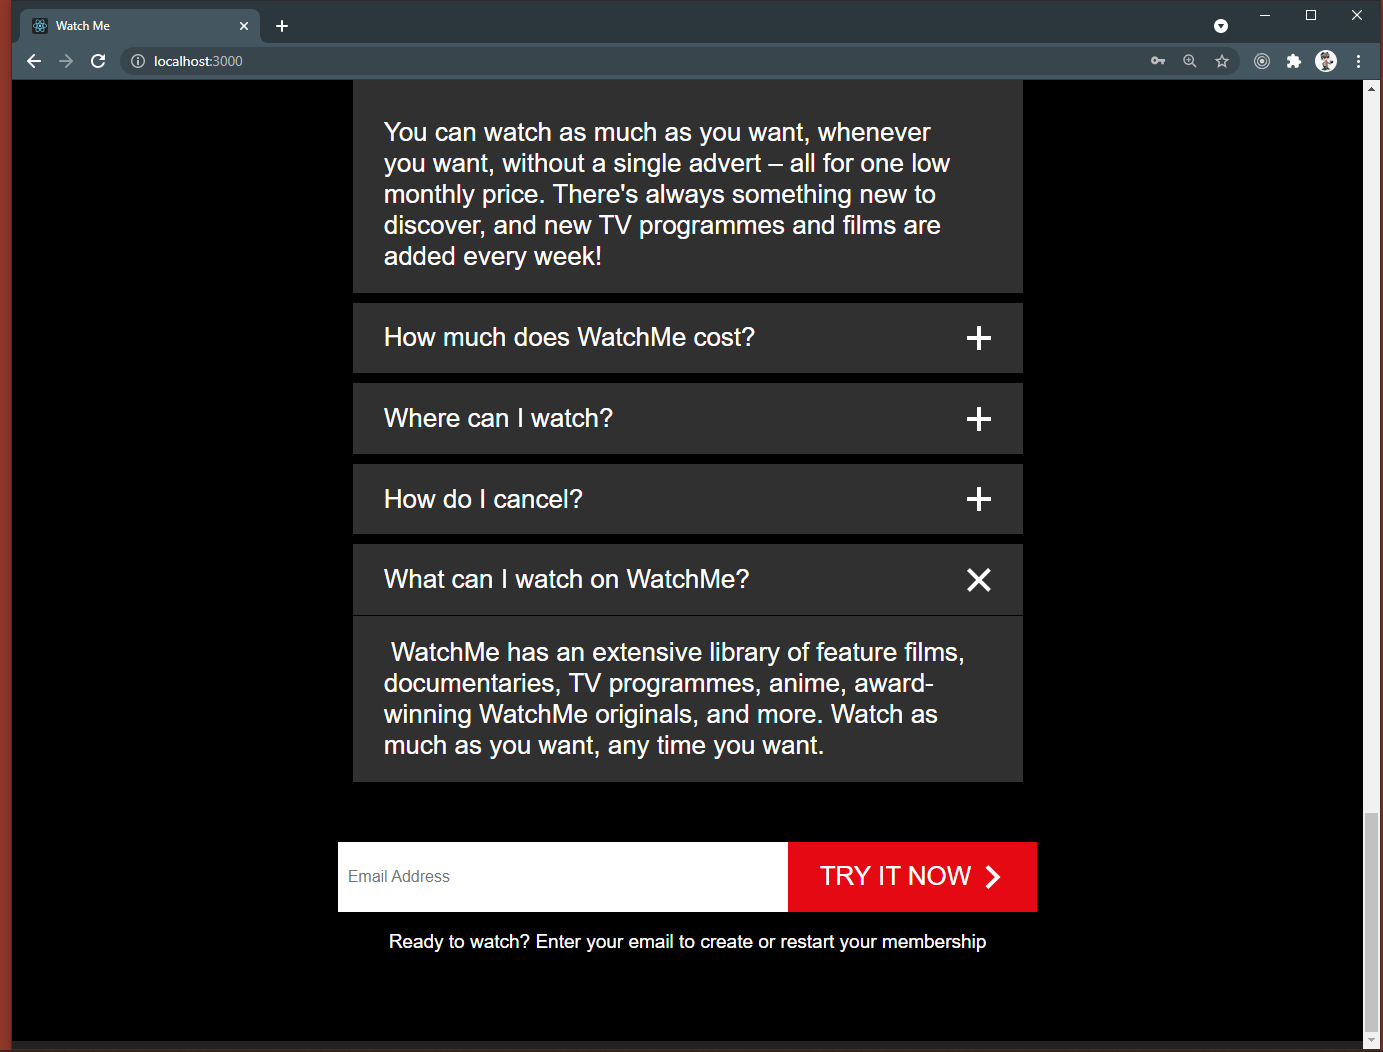 Watch Me
localhost:3000
You can watch as much as you want, whenever
you want, without a single advert – all for one low
monthly price. There's always something new to
discover, and new TV programmes and films are
added every week!
How much does WatchMe cost?
Where can I watch?
How do I cancel?
What can I watch on WatchMe?
WatchMe has an extensive library of feature films,
documentaries, TV programmes, anime, award-
winning WatchMe originals, and more. Watch as
much as you want, any time you want.
Email Address
TRY IT NOW
Ready to watch? Enter your email to create or restart your membership